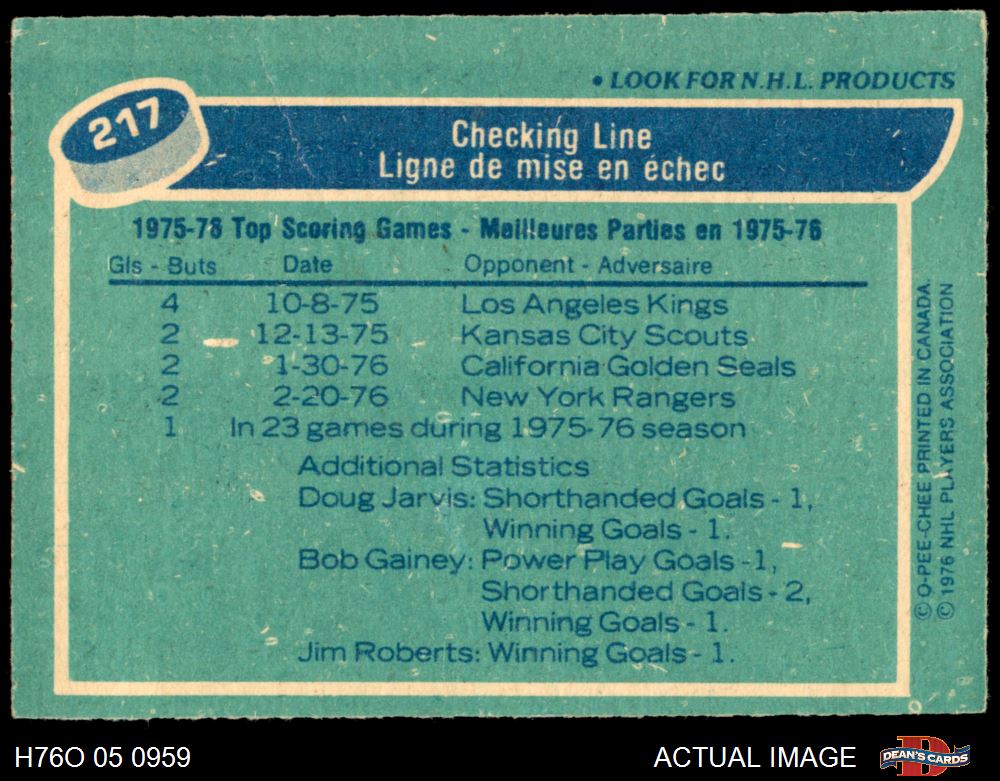 • LOOK FOR N.H.L. PRODUCTS
217
Checking Line
Ligne de mise en échec
1975-76 Top Scoring Games - Meilleures Parties en 1975-76
Gls - Buts Date Opponent - Adversaire
4 10-8-75 Los Angeles Kings
2 12-13-75 Kansas City Scouts
2 1-30-76 California Golden Seals
2 2-20-76 New York Rangers
1 In 23 games during 1975-76 season
Additional Statistics
Doug Jarvis: Shorthanded Goals - 1,
Winning Goals - 1.
Bob Gainey: Power Play Goals - 1,
Shorthanded Goals - 2,
Winning Goals - 1.
Jim Roberts: Winning Goals - 1.
© O-PEE-CHEE PRINTED IN CANADA.
© 1976 NHL PLAYERS ASSOCIATION
H76O 05 0959
ACTUAL IMAGE
D
DEAN'S CARDS